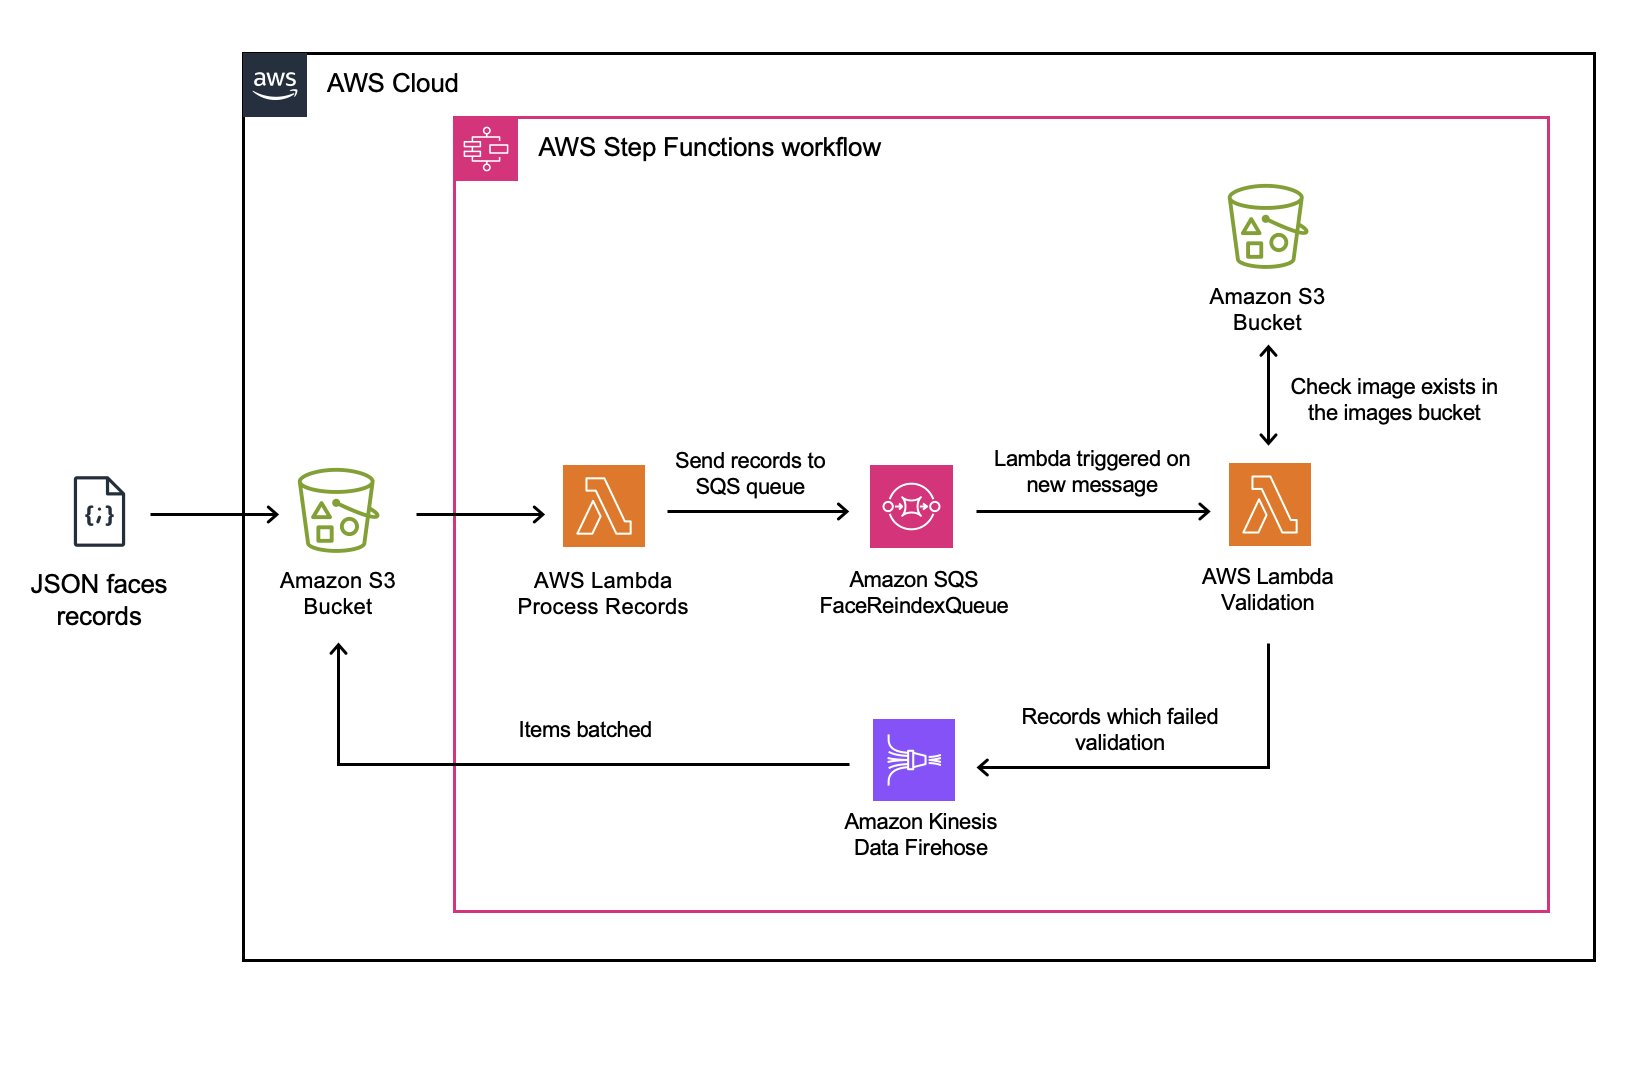 aws
AWS Cloud
AWS Step Functions workflow
Amazon S3
Bucket
Check image exists in
the images bucket
Send records to
SQS queue
Lambda triggered on
new message
{;}
JSON faces
records
Amazon S3
Bucket
AWS Lambda
Process Records
Amazon SQS
FaceReindexQueue
AWS Lambda
Validation
Items batched
Records which failed
validation
Amazon Kinesis
Data Firehose